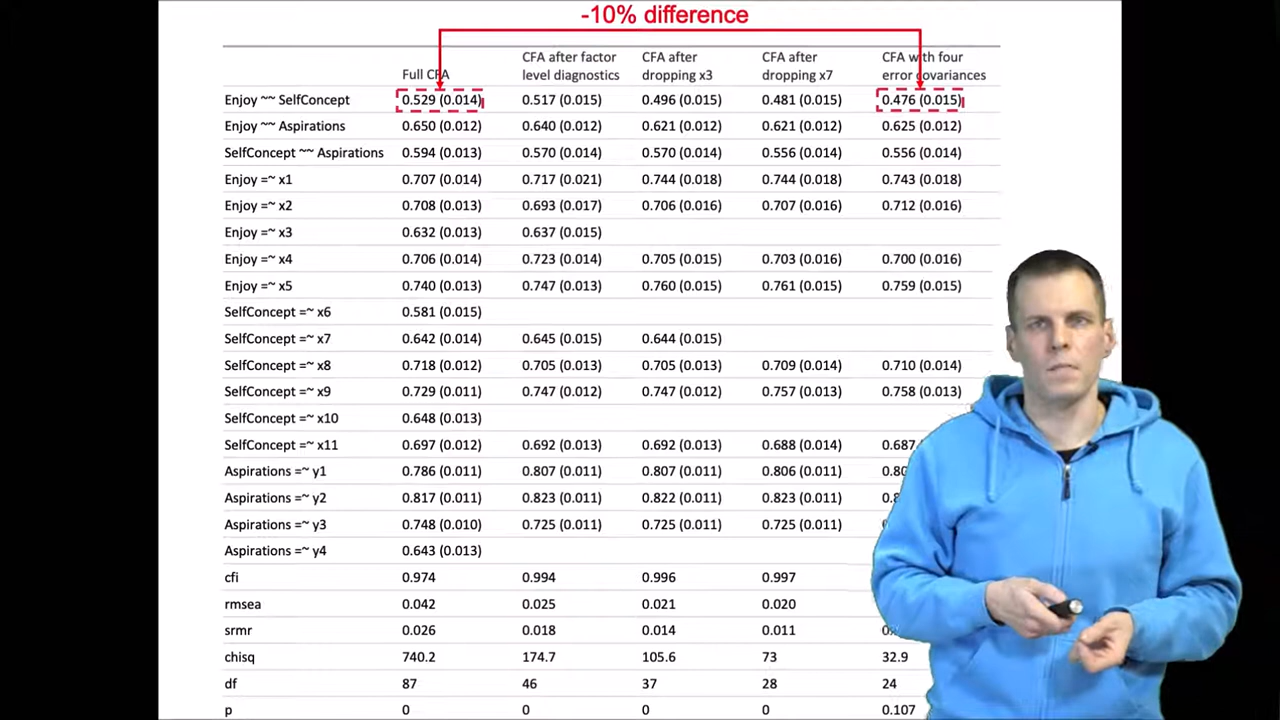 -10% difference
Full CFA CFA after factor level diagnostics CFA after dropping x3 CFA after dropping x7 CFA with four error covariances
Enjoy ~~ SelfConcept 0.529 (0.014) 0.517 (0.015) 0.496 (0.015) 0.481 (0.015) 0.476 (0.015)
Enjoy ~~ Aspirations 0.650 (0.012) 0.640 (0.012) 0.621 (0.012) 0.621 (0.012) 0.625 (0.012)
SelfConcept ~~ Aspirations 0.594 (0.013) 0.570 (0.014) 0.570 (0.014) 0.556 (0.014) 0.556 (0.014)
Enjoy =~ x1 0.707 (0.014) 0.717 (0.021) 0.744 (0.018) 0.744 (0.018) 0.743 (0.018)
Enjoy =~ x2 0.708 (0.013) 0.693 (0.017) 0.706 (0.016) 0.707 (0.016) 0.712 (0.016)
Enjoy =~ x3 0.632 (0.013) 0.637 (0.015)
Enjoy =~ x4 0.706 (0.014) 0.723 (0.014) 0.705 (0.015) 0.703 (0.016) 0.700 (0.016)
Enjoy =~ x5 0.740 (0.013) 0.747 (0.013) 0.760 (0.015) 0.761 (0.015) 0.759 (0.015)
SelfConcept =~ x6 0.581 (0.015)
SelfConcept =~ x7 0.642 (0.014) 0.645 (0.015) 0.644 (0.015)
SelfConcept =~ x8 0.718 (0.012) 0.705 (0.013) 0.705 (0.013) 0.709 (0.014) 0.710 (0.014)
SelfConcept =~ x9 0.729 (0.011) 0.747 (0.012) 0.747 (0.012) 0.757 (0.013) 0.758 (0.013)
SelfConcept =~ x10 0.648 (0.013)
SelfConcept =~ x11 0.697 (0.012) 0.692 (0.013) 0.692 (0.013) 0.688 (0.014) 0.687
Aspirations =~ y1 0.786 (0.011) 0.807 (0.011) 0.807 (0.011) 0.806 (0.011)
Aspirations =~ y2 0.817 (0.011) 0.823 (0.011) 0.822 (0.011) 0.823 (0.011)
Aspirations =~ y3 0.748 (0.010) 0.725 (0.011) 0.725 (0.011) 0.725 (0.011)
Aspirations =~ y4 0.643 (0.013)
cfi 0.974 0.994 0.996 0.997
rmsea 0.042 0.025 0.021 0.020
srmr 0.026 0.018 0.014 0.011
chisq 740.2 174.7 105.6 73 32.9
df 87 46 37 28 24
p 0 0 0 0 0.107